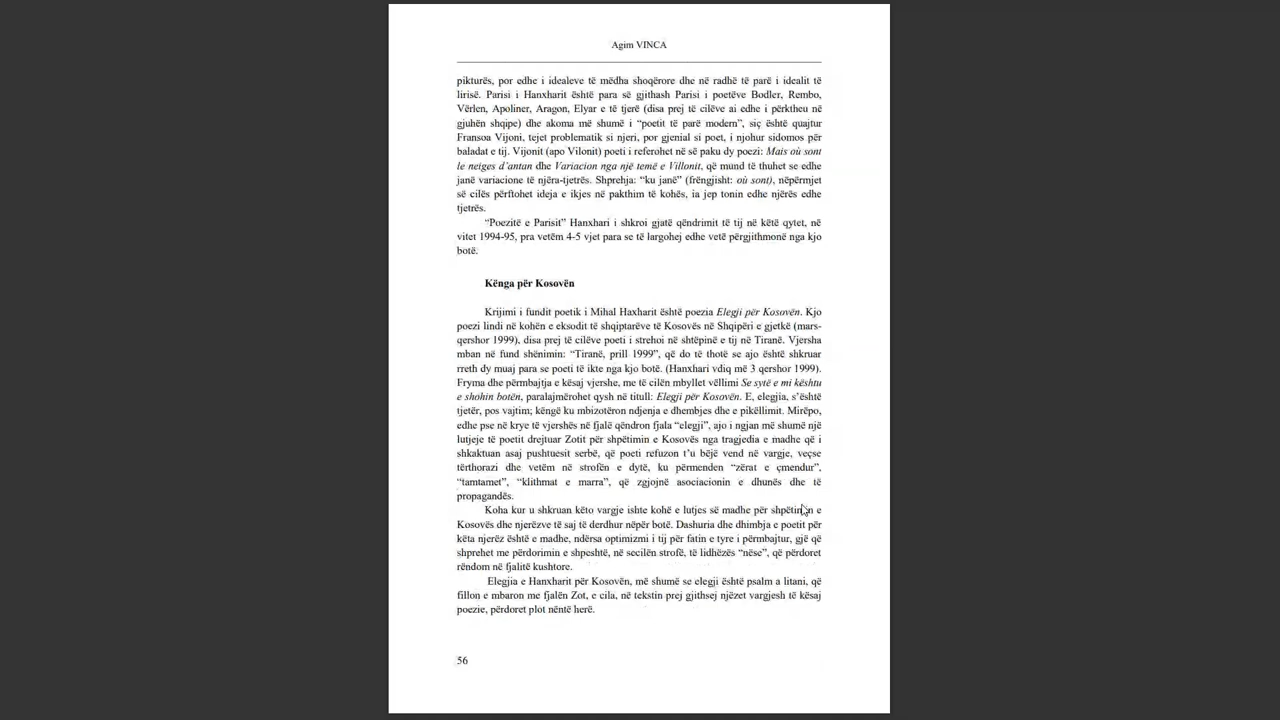 Agim VINCA
pikturës, por edhe i idealeve të mëdha shoqërore dhe në radhë të parë i idealit të
lirisë. Parisi i Hanxharit është para së gjithash Parisi i poetëve Bodler, Rembo,
Vërlen, Apoliner, Aragon, Elyar e të tjerë (disa prej të cilëve ai edhe i përktheu në
gjuhën shqipe) dhe akoma më shumë i “poetit të parë modern”, siç është quajtur
Fransoa Vijoni, tejet problematik si njeri, por gjenial si poet, i njohur sidomos për
baladat e tij. Vijonit (apo Vilonit) poeti i referohet në së paku dy poezi: Mais où sont
le neiges d’antan dhe Variacion nga një temë e Villonit, që mund të thuhet se edhe
janë variacione të njëra-tjetrës. Shprehja: “ku janë” (frëngjisht: où sont), nëpërmjet
së cilës përftohet ideja e ikjes në pakthim të kohës, ia jep tonin edhe njërës edhe
tjetrës.
“Poezitë e Parisit” Hanxhari i shkroi gjatë qëndrimit të tij në këtë qytet, në
vitet 1994-95, pra vetëm 4-5 vjet para se të largohej edhe vetë përgjithmonë nga kjo
botë.
Kënga për Kosovën
Krijimi i fundit poetik i Mihal Haxharit është poezia Elegji për Kosovën. Kjo
poezi lindi në kohën e eksodit të shqiptarëve të Kosovës në Shqipëri e gjetkë (mars-
qershor 1999), disa prej të cilëve poeti i strehoi në shtëpinë e tij në Tiranë. Vjersha
mban në fund shënimin: “Tiranë, prill 1999”, që do të thotë se ajo është shkruar
rreth dy muaj para se poeti të ikte nga kjo botë. (Hanxhari vdiq më 3 qershor 1999).
Fryma dhe përmbajtja e kësaj vjershe, me të cilën mbyllet vëllimi Se sytë e mi kështu
e shohin botën, paralajmërohet qysh në titull: Elegji për Kosovën. E, elegjia, s’është
tjetër, pos vajtim; këngë ku mbizotëron ndjenja e dhembjes dhe e pikëllimit. Mirëpo,
edhe pse në krye të vjershës në fjalë qëndron fjala “elegji”, ajo i ngjan më shumë një
lutjeje të poetit drejtuar Zotit për shpëtimin e Kosovës nga tragjedia e madhe që i
shkaktuan asaj pushtuesit serbë, që poeti refuzon t’u bëjë vend në vargje, veçse
tërthorazi dhe vetëm në strofën e dytë, ku përmenden “zërat e çmendur”,
“tamtamet”, “klithmat e marra”, që zgjojnë asociacionin e dhunës dhe të
propagandës.
Koha kur u shkruan këto vargje ishte kohë e lutjes së madhe për shpëtimin e
Kosovës dhe njerëzve të saj të derdhur nëpër botë. Dashuria dhe dhimbja e poetit për
këta njerëz është e madhe, ndërsa optimizmi i tij për fatin e tyre i përmbajtur, gjë që
shprehet me përdorimin e shpeshtë, në secilën strofë, të lidhëzës “nëse”, që përdoret
rëndom në fjalitë kushtore.
Elegjia e Hanxharit për Kosovën, më shumë se elegji është psalm a litani, që
fillon e mbaron me fjalën Zot, e cila, në tekstin prej gjithsej njëzet vargjesh të kësaj
poezie, përdoret plot nëntë herë.
56